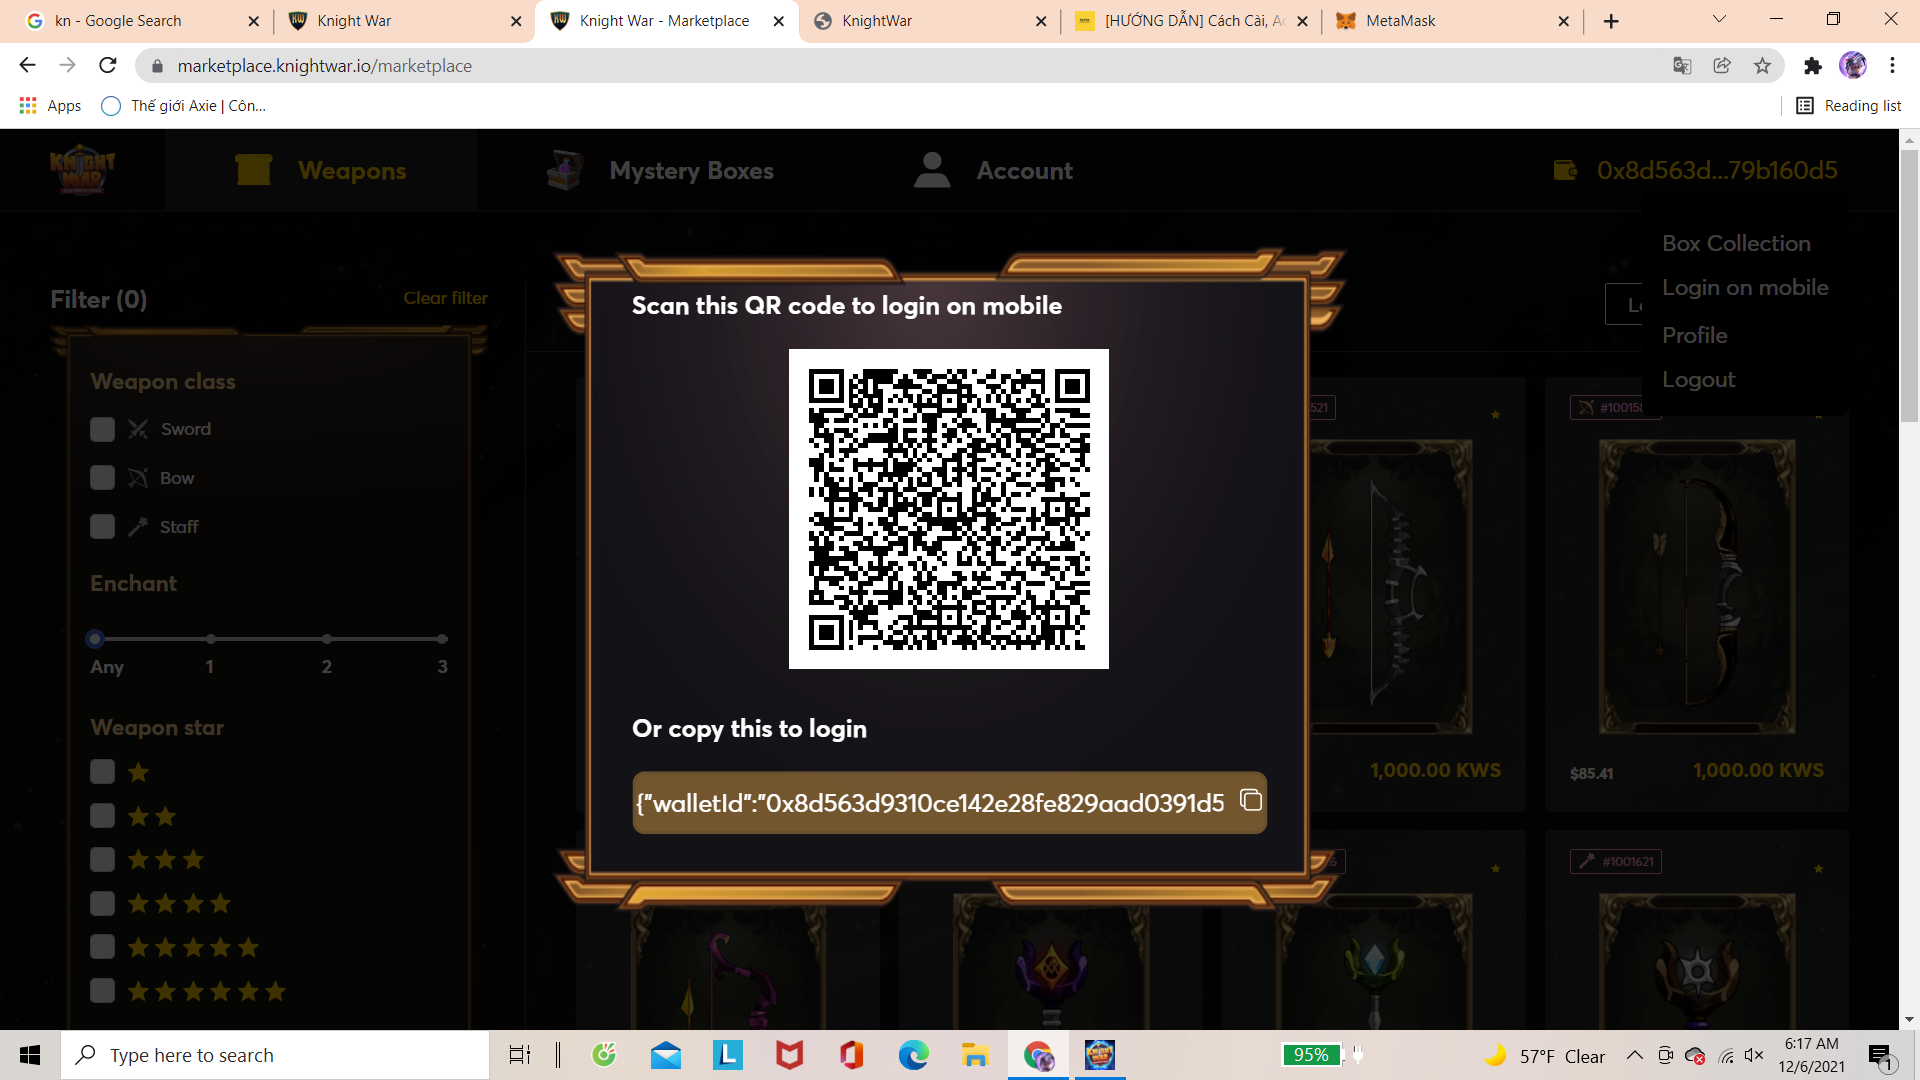 kn - Google Search
Knight War
Knight War - Marketplace
KnightWar
[HƯỚNG DẪN] Cách Cài,
MetaMask
marketplace.knightwar.io/marketplace
Apps
Thế giới Axie | Côn...
Reading list
KNIGHT WAR
Weapons
Mystery Boxes
Account
0x8d563d...79b160d5
Box Collection
Login on mobile
Profile
Logout
Filter (0)
Clear filter
Scan this QR code to login on mobile
Weapon class
Sword
Bow
Staff
Enchant
Any 1 2 3
Weapon star
Or copy this to login
{"walletId":"0x8d563d9310ce142e28fe829aad0391d5
521
#10015
1,000.00 KWS
$85.41
1,000.00 KWS
#1001621
Type here to search
95%
57°F Clear
6:17 AM
12/6/2021
1